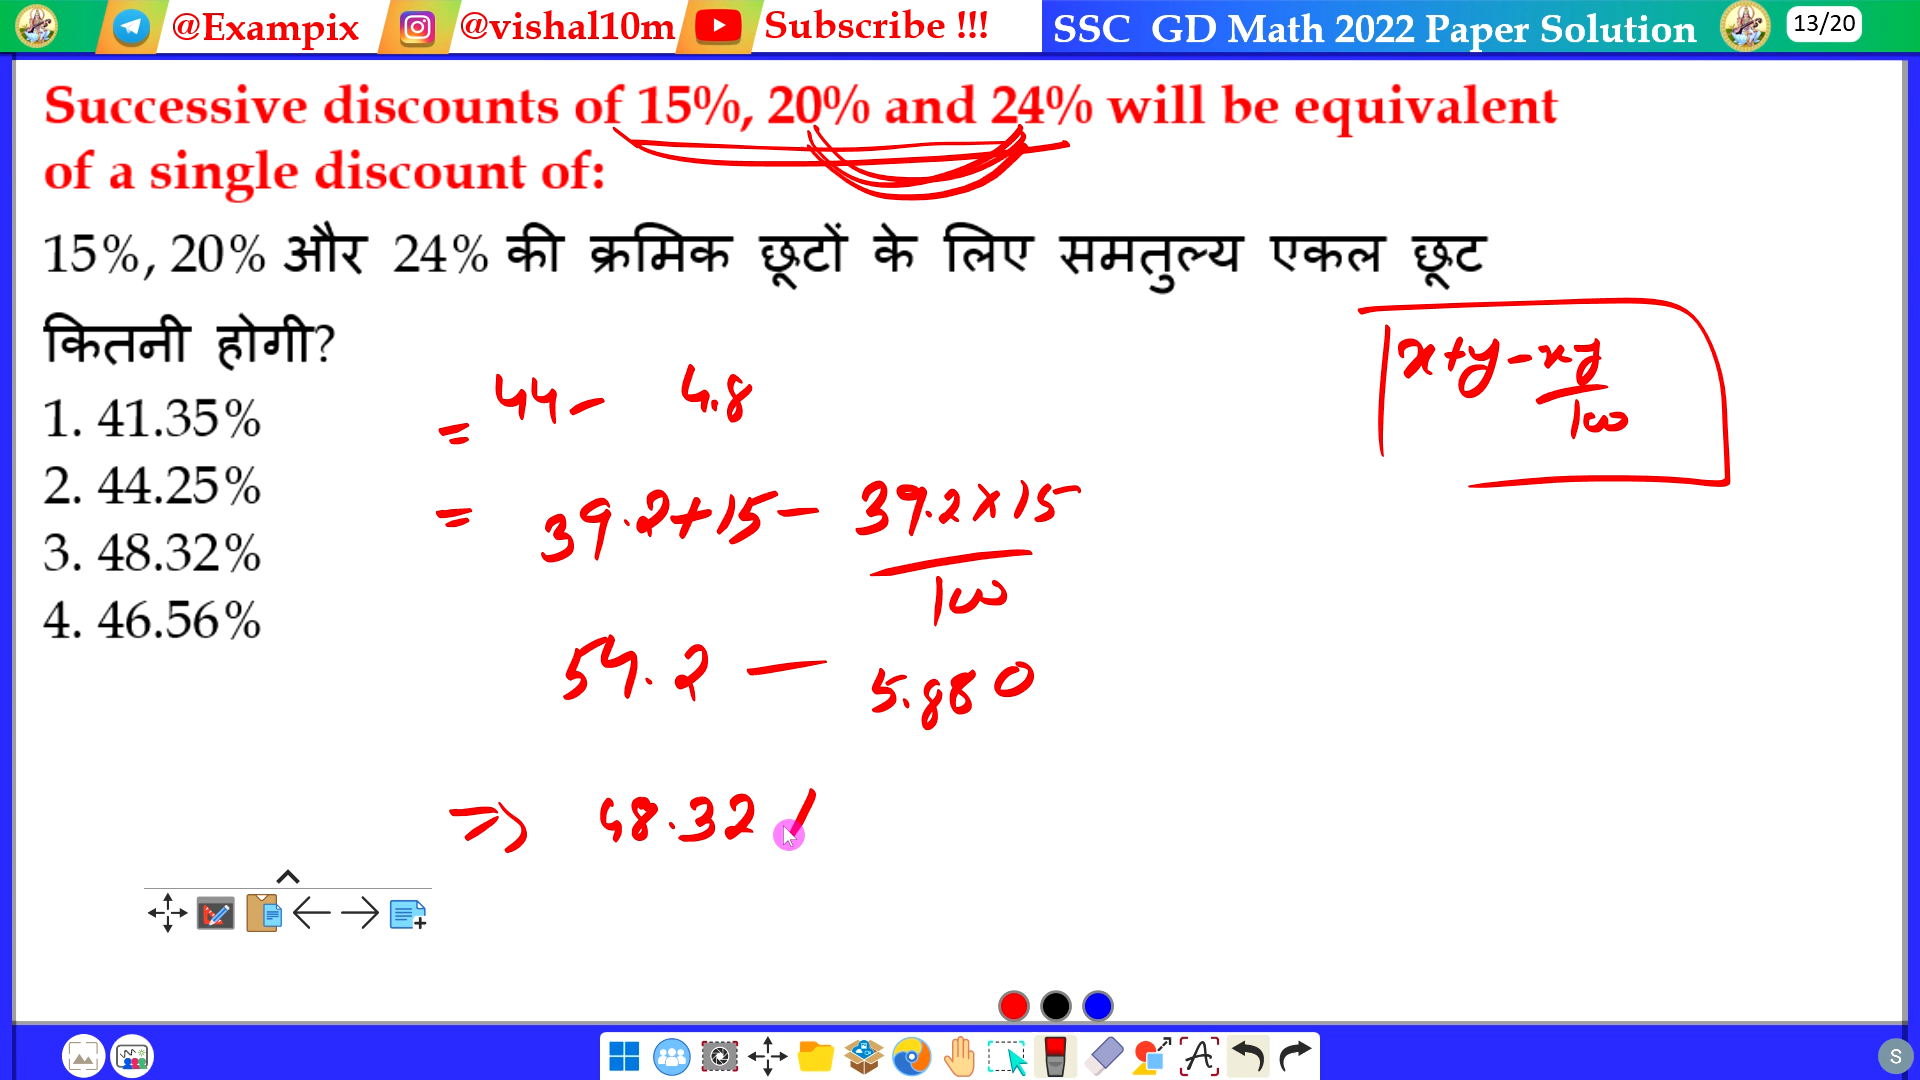 @Exampix @vishal10m Subscribe !!! SSC GD Math 2022 Paper Solution 13/20
Successive discounts of 15%, 20% and 24% will be equivalent
of a single discount of:
15%, 20% और 24% की क्रमिक छूटों के लिए समतुल्य एकल छूट
कितनी होगी?
1. 41.35%
2. 44.25%
3. 48.32%
4. 46.56%
x+y-xy
100
= 44 - 4.8
= 39.2+15 - 39.2x15
100
54.2 - 5.880
⇒ 48.32 /
S